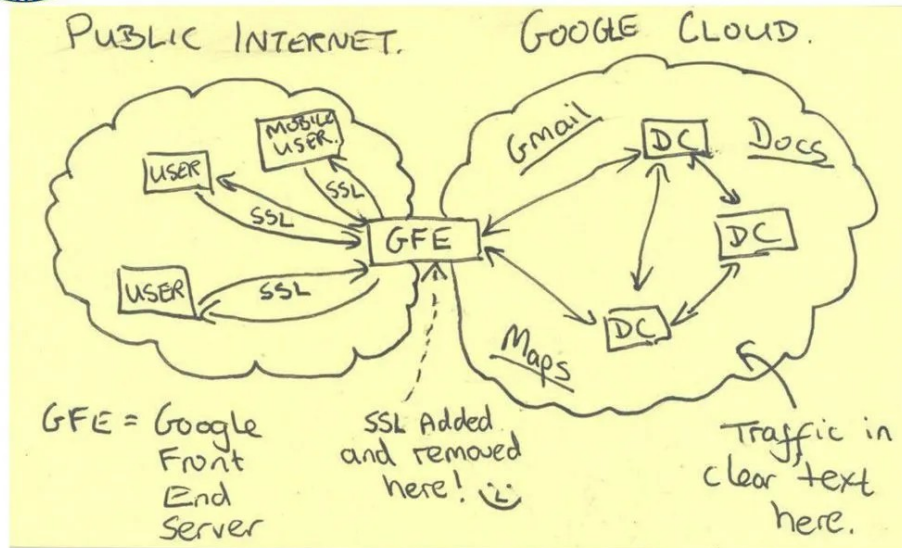 PUBLIC INTERNET.
GOOGLE CLOUD.
MOBILE
USER.
USER
SSL
SSL
USER
SSL
GFE
Gmail
DC
Docs
DC
DC
Maps
GFE = Google
Front
End
Server
SSL Added
and removed
here!
Traffic in
clear text
here.